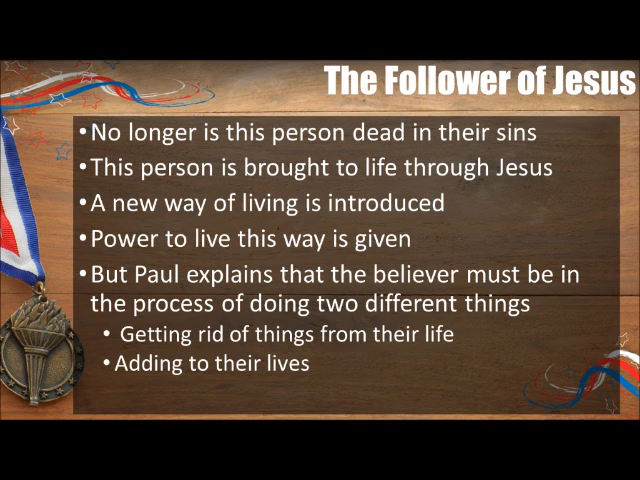 The Follower of Jesus
• No longer is this person dead in their sins
• This person is brought to life through Jesus
• A new way of living is introduced
• Power to live this way is given
• But Paul explains that the believer must be in
the process of doing two different things
• Getting rid of things from their life
• Adding to their lives